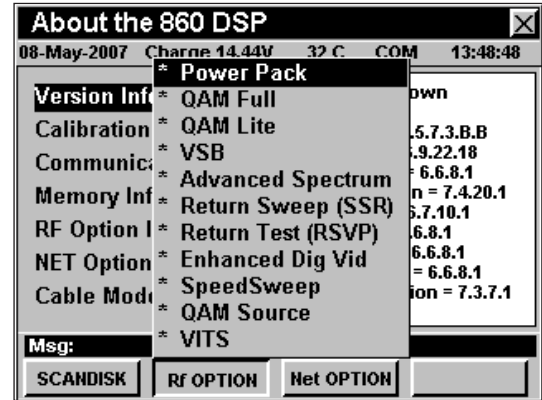 About the 860 DSP
08-May-2007 Charge 14.44V 32 C COM 13:48:48
* Power Pack
* QAM Full
* QAM Lite
* VSB
* Advanced Spectrum
* Return Sweep (SSR)
* Return Test (RSVP)
* Enhanced Dig Vid
* SpeedSweep
* QAM Source
* VITS
Version Inf
Calibration
Communica
Memory Inf
RF Option I
NET Option
Cable Mode
own
.5.7.3.B.B
.9.22.18
= 6.6.8.1
n = 7.4.20.1
6.7.10.1
.6.8.1
6.6.8.1
= 6.6.8.1
ion = 7.3.7.1
Msg:
SCANDISK Rf OPTION Net OPTION